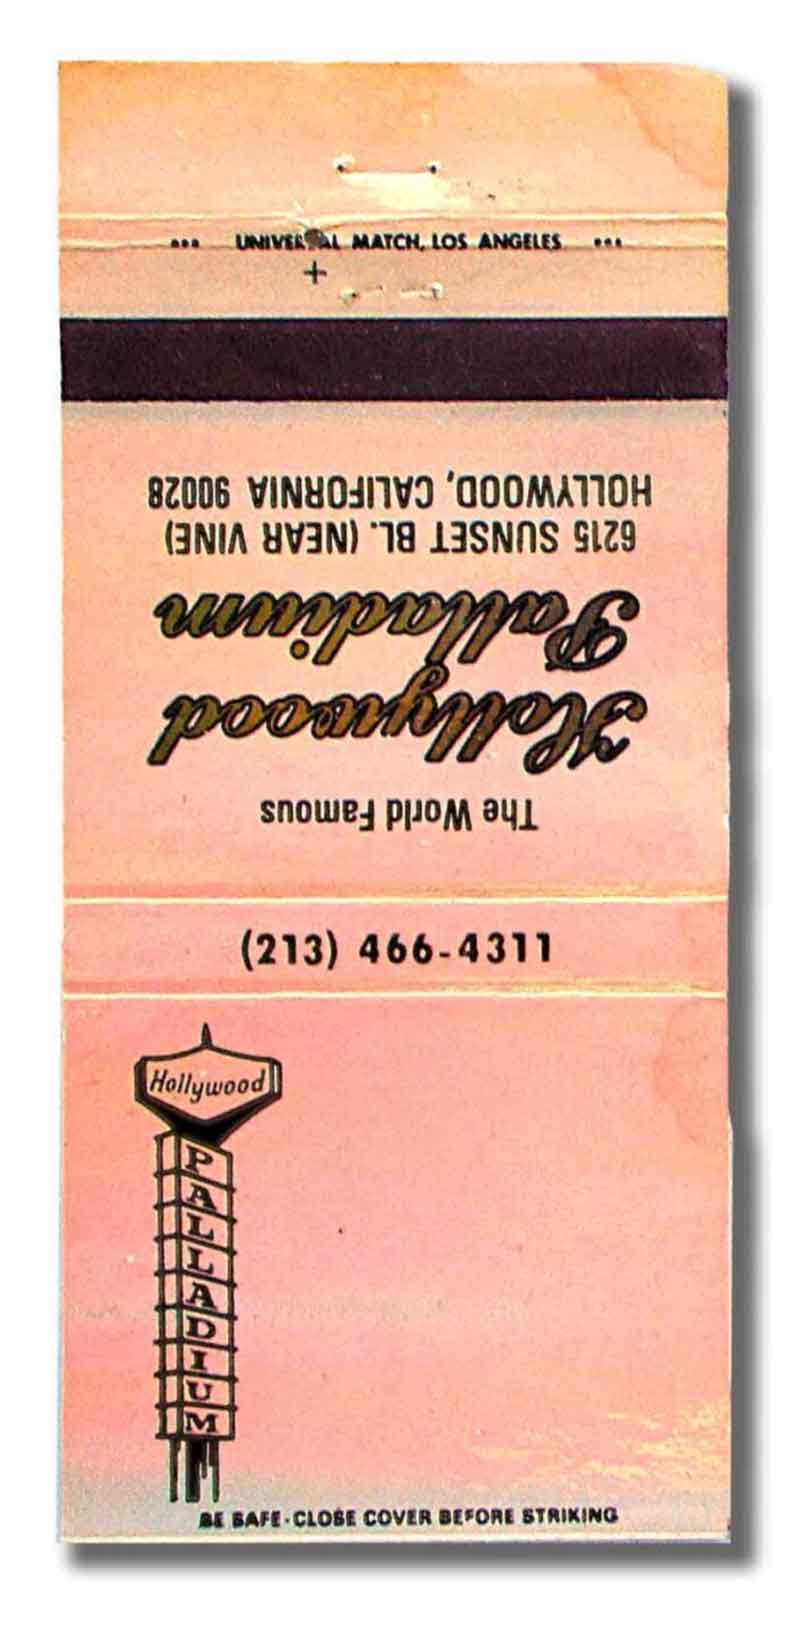 ••• UNIVERSAL MATCH, LOS ANGELES •••
+
The World Famous
Hollywood
Palladium
6215 SUNSET BL. (NEAR VINE)
HOLLYWOOD, CALIFORNIA 90028
(213) 466-4311
Hollywood
PALLADIUM
BE SAFE - CLOSE COVER BEFORE STRIKING